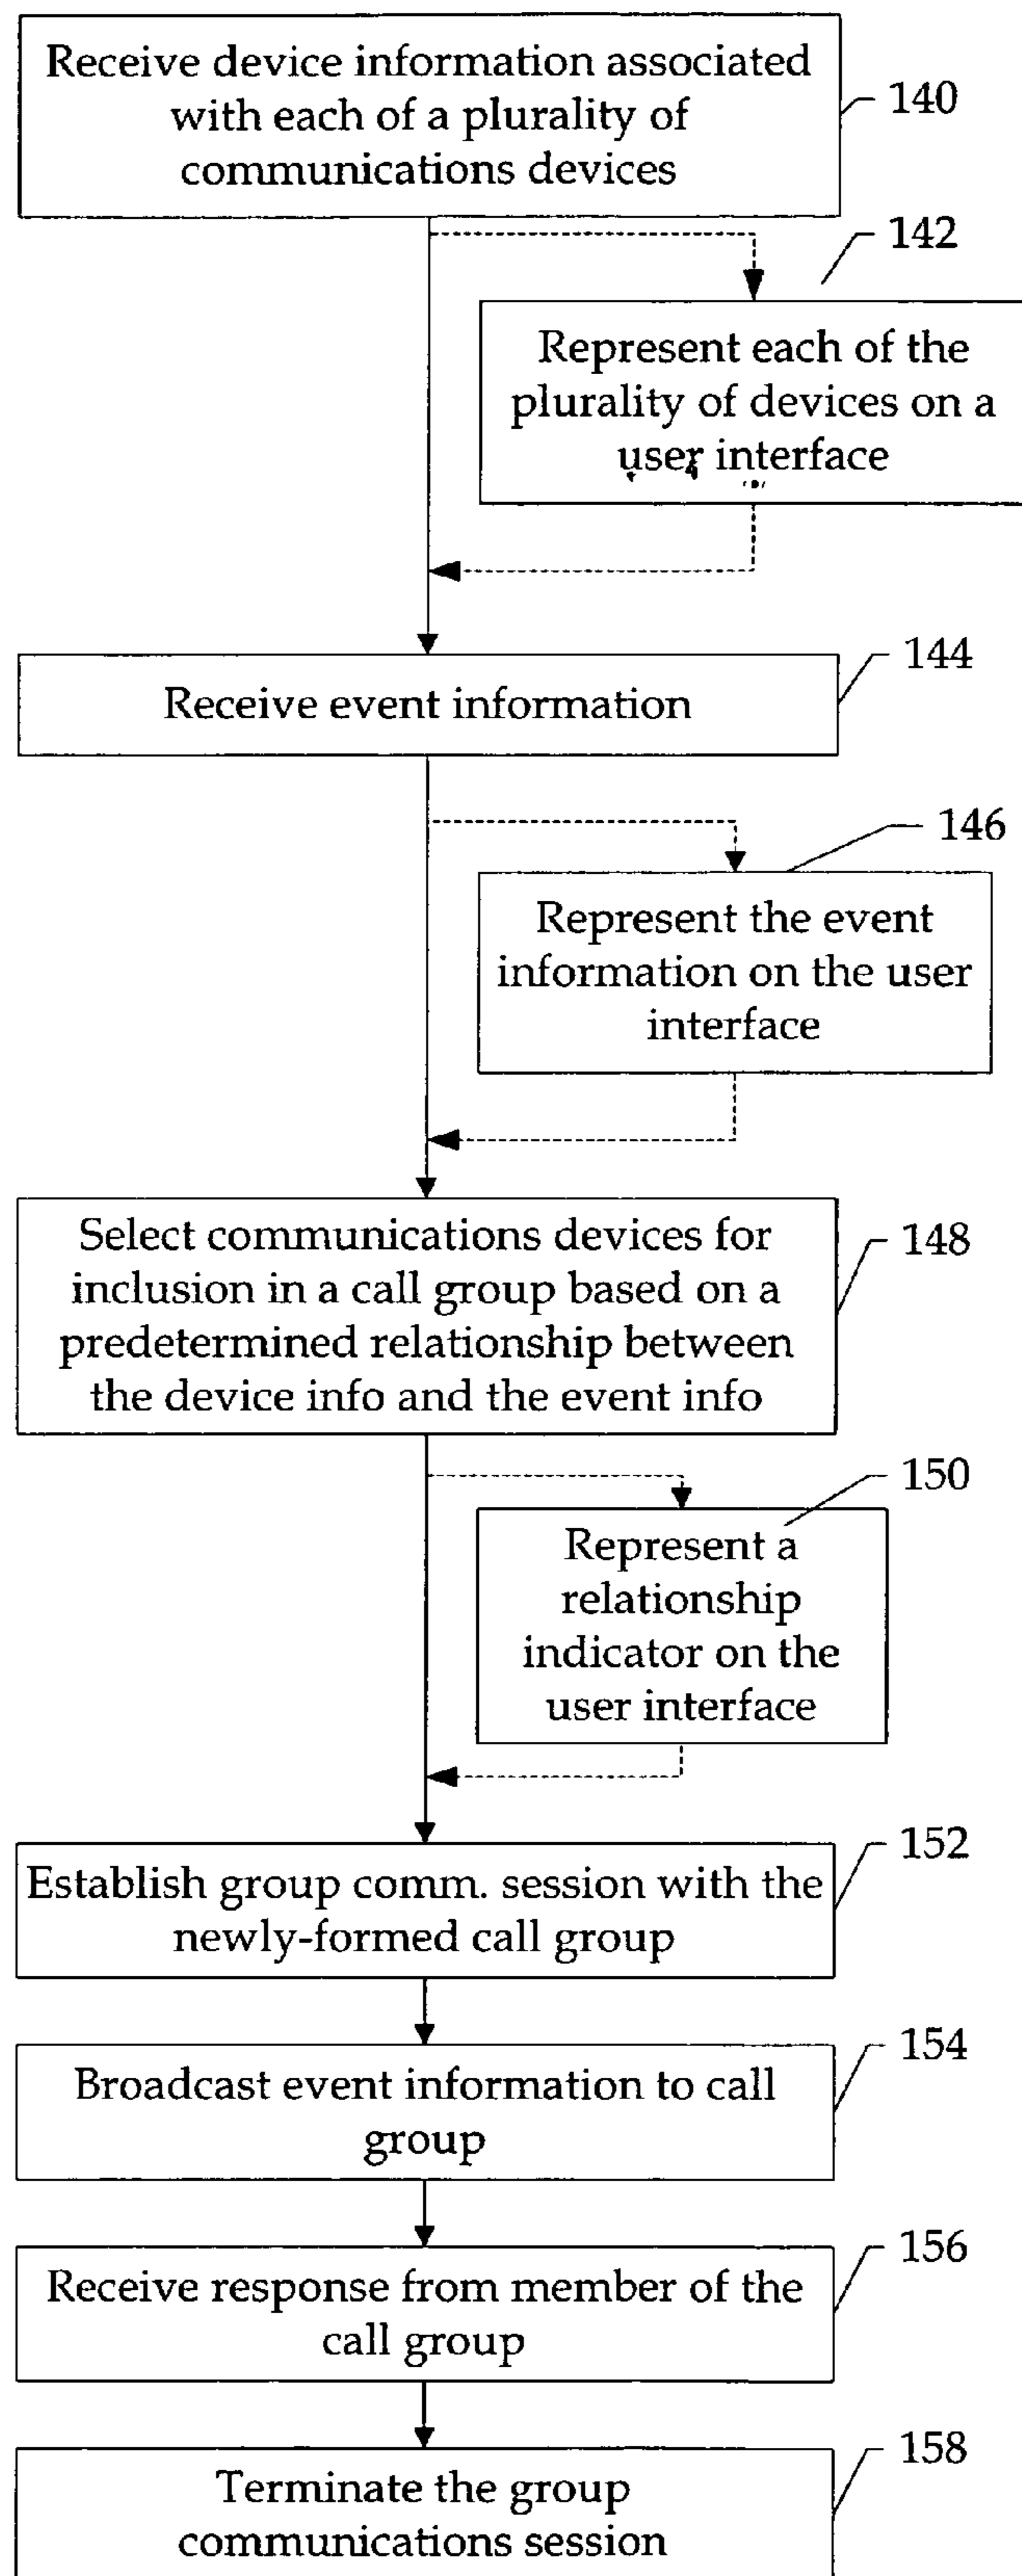 Receive device information associated
with each of a plurality of
communications devices
140
142
Represent each of the
plurality of devices on a
user interface
144
Receive event information
146
Represent the event
information on the user
interface
Select communications devices for
inclusion in a call group based on a
predetermined relationship between
the device info and the event info
148
150
Represent a
relationship
indicator on the
user interface
152
Establish group comm. session with the
newly-formed call group
154
Broadcast event information to call
group
156
Receive response from member of the
call group
158
Terminate the group
communications session